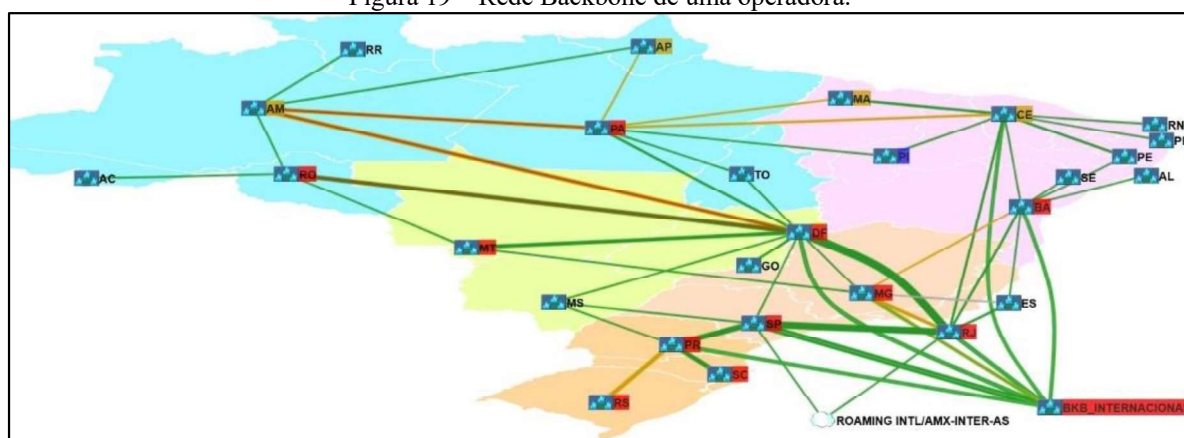 Figura 19 – Rede Backbone de uma operadora.
RR
AP
AM
MA
PA
CE
RN
PI
PE
AC
RO
TO
SE
AL
BA
DF
MT
GO
MG
MS
ES
SP
RJ
PR
SC
RS
BKB_INTERNACIONAL
ROAMING INTL/AMX-INTER-AS